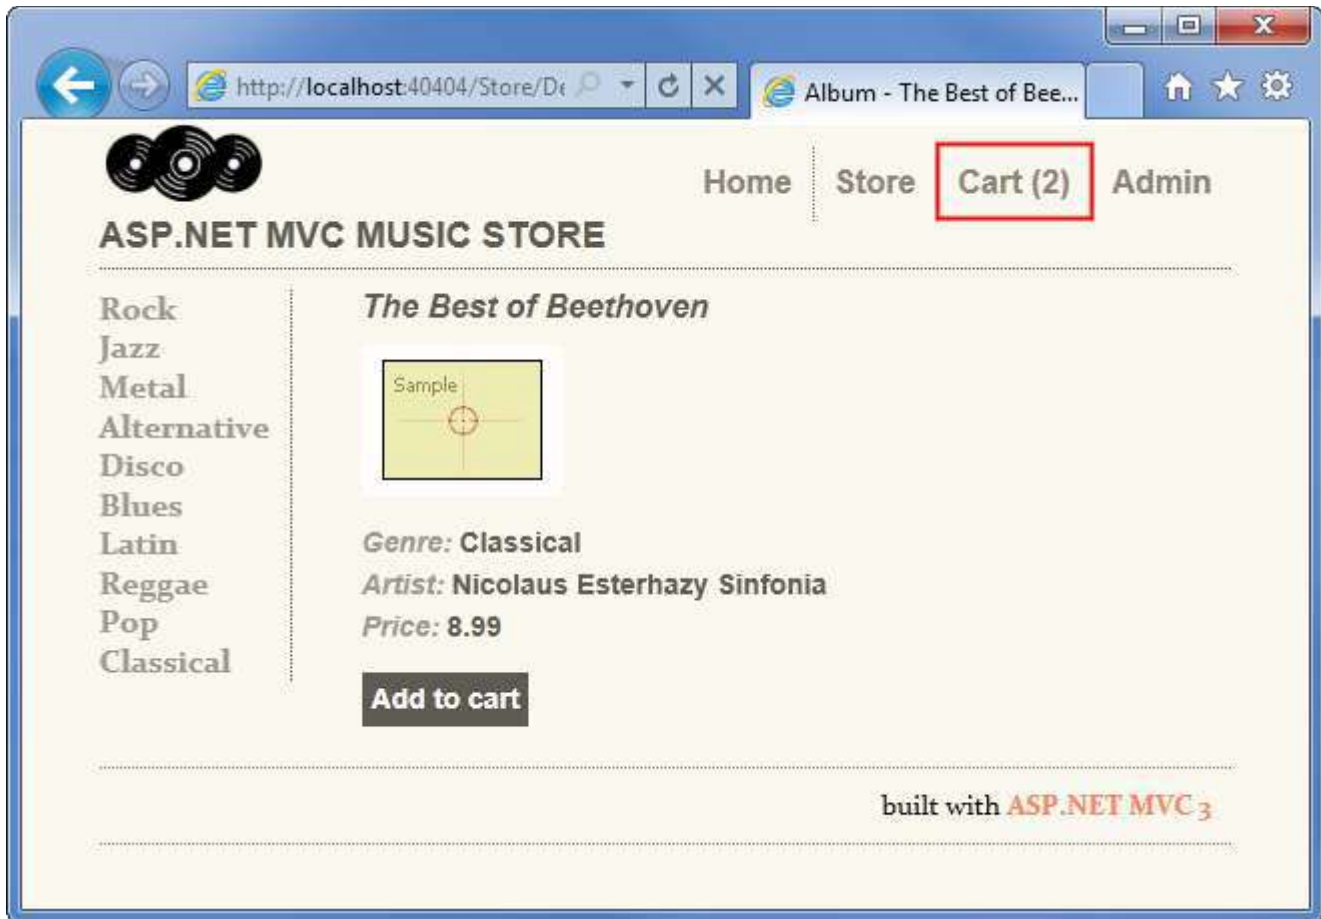 http://localhost:40404/Store/De
Album - The Best of Bee...
Home Store Cart (2) Admin
ASP.NET MVC MUSIC STORE
Rock
Jazz
Metal
Alternative
Disco
Blues
Latin
Reggae
Pop
Classical
The Best of Beethoven
Sample
Genre: Classical
Artist: Nicolaus Esterhazy Sinfonia
Price: 8.99
Add to cart
built with ASP.NET MVC 3